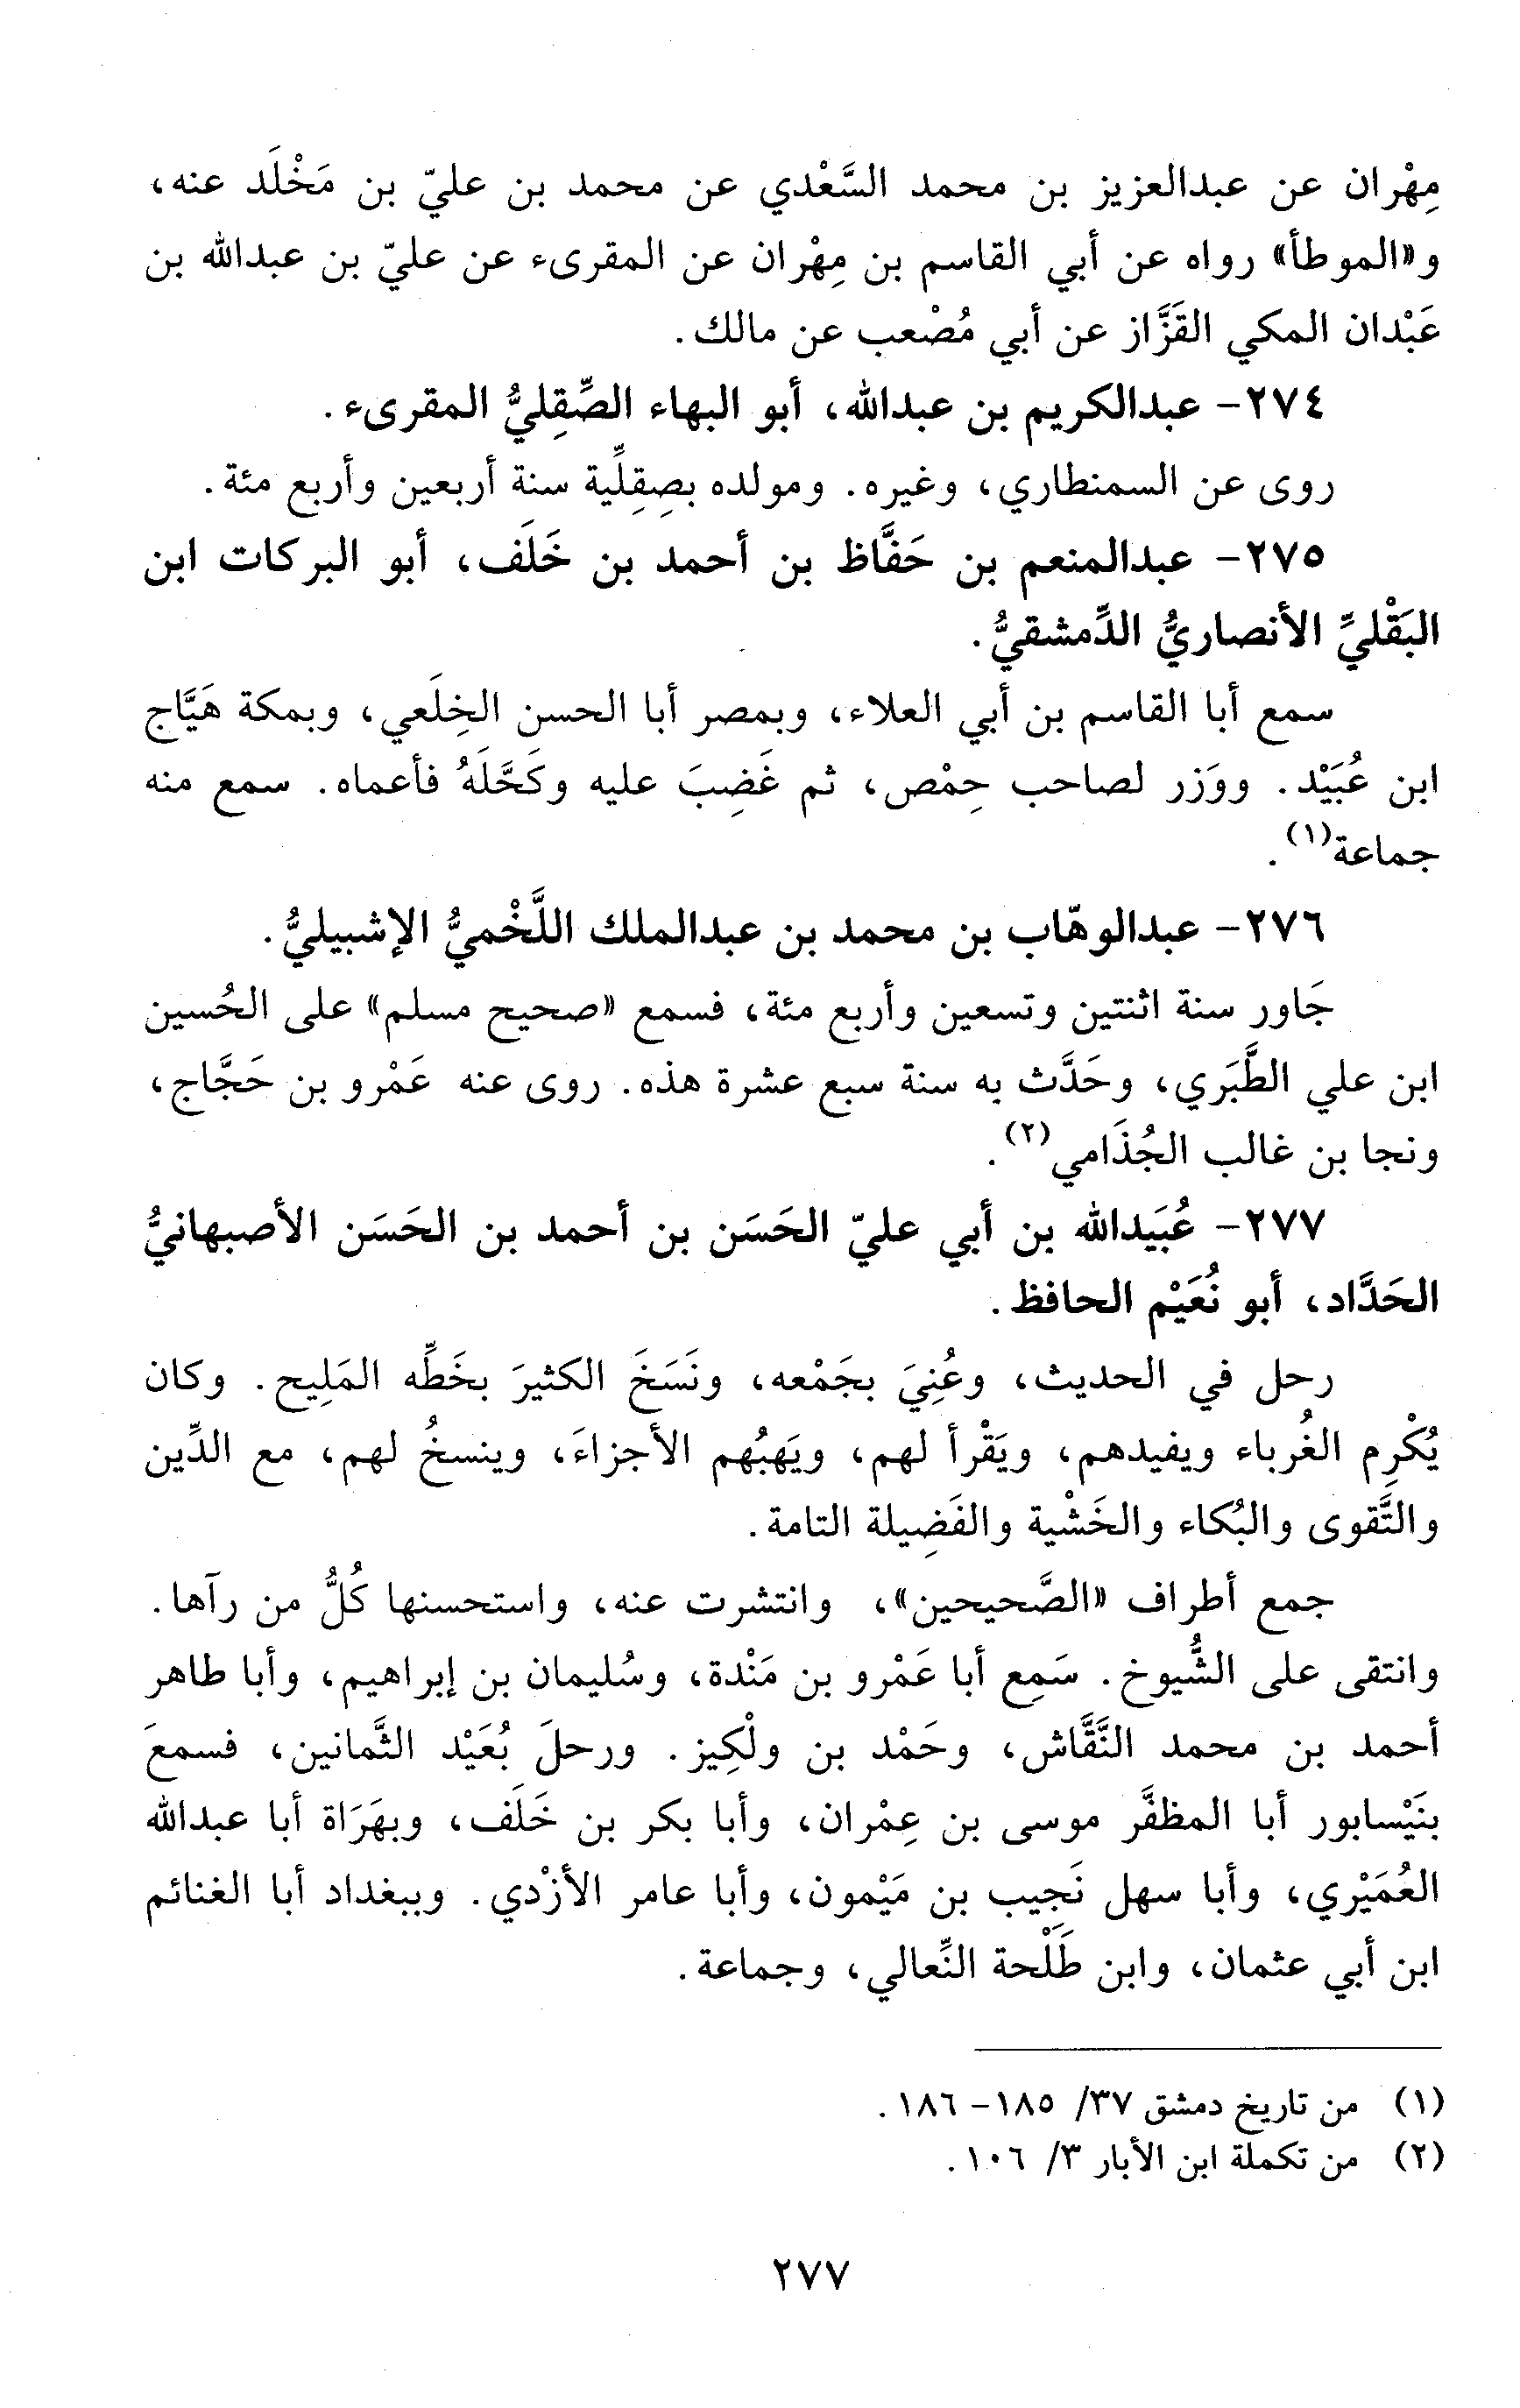 مِهْران عن عبدالعزيز بن محمد السَّعْدي عن محمد بن عليّ بن مَخْلَد عنه،
و«الموطأ» رواه عن أبي القاسم بن مِهْران عن المقرىء عن عليّ بن عبدالله بن
عَبْدان المكي القَزَّاز عن أبي مُصْعب عن مالك.
٢٧٤- عبدالكريم بن عبدالله، أبو البهاء الصِّقِليُّ المقرىء.
روى عن السمنطاري، وغيره. ومولده بصِقِلِّية سنة أربعين وأربع مئة.
٢٧٥- عبدالمنعم بن حَفَّاظ بن أحمد بن خَلَف، أبو البركات ابن
البَقْليِّ الأنصاريُّ الدِّمشقيُّ.
سمع أبا القاسم بن أبي العلاء، وبمصر أبا الحسن الخِلَعي، وبمكة هَيَّاج
ابن عُبَيْد. ووَزر لصاحب حِمْص، ثم غَضِبَ عليه وكَحَّلَهُ فأعماه. سمع منه
جماعة(١).
٢٧٦- عبدالوهّاب بن محمد بن عبدالملك اللَّخْميُّ الإشبيليُّ.
جَاور سنة اثنتين وتسعين وأربع مئة، فسمع «صحيح مسلم» على الحُسين
ابن علي الطَّبَري، وحَدَّث به سنة سبع عشرة هذه. روى عنه عَمْرو بن حَجَّاج،
ونجا بن غالب الجُذَامي(٢).
٢٧٧- عُبَيدالله بن أبي عليّ الحَسَن بن أحمد بن الحَسَن الأصبهانيُّ
الحَدَّاد، أبو نُعَيْم الحافظ.
رحل في الحديث، وعُنِيَ بجَمْعه، ونَسَخَ الكثيرَ بخَطِّه المَلِيح. وكان
يُكْرِم الغُرباء ويفيدهم، ويَقْرأ لهم، ويَهبُهم الأجزاءَ، وينسخُ لهم، مع الدِّين
والتَّقوى والبُكاء والخَشْية والفَضِيلة التامة.
جمع أطراف «الصَّحيحين»، وانتشرت عنه، واستحسنها كُلُّ من رآها.
وانتقى على الشُّيوخ. سَمِع أبا عَمْرو بن مَنْدة، وسُليمان بن إبراهيم، وأبا طاهر
أحمد بن محمد النَّقَّاش، وحَمْد بن ولْكِيز. ورحلَ بُعَيْد الثَّمانين، فسمعَ
بنَيْسابور أبا المظفَّر موسى بن عِمْران، وأبا بكر بن خَلَف، وبهَرَاة أبا عبدالله
العُمَيْري، وأبا سهل نَجيب بن مَيْمون، وأبا عامر الأزْدي. وببغداد أبا الغنائم
ابن أبي عثمان، وابن طَلْحة النِّعالي، وجماعة.
(١) من تاريخ دمشق ٣٧/ ١٨٥- ١٨٦.
(٢) من تكملة ابن الأبار ٣/ ١٠٦.
٢٧٧